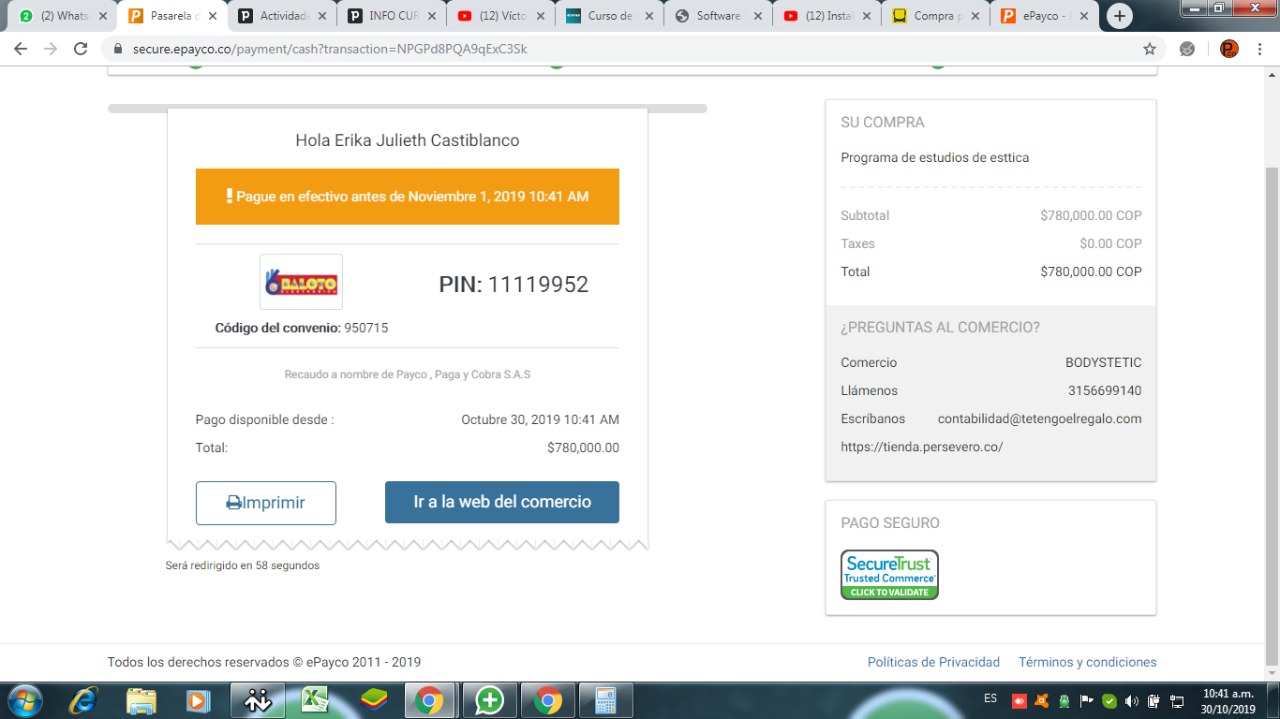 (2) Whats
Pasarela c
Actividade
INFO CUR
(12) Victo
Curso de
Software
(12) Instal
Compra p
ePayco -
secure.epayco.co/payment/cash?transaction=NPGPd8PQA9qExC3Sk
Hola Erika Julieth Castiblanco
! Pague en efectivo antes de Noviembre 1, 2019 10:41 AM
BALOTO
PIN: 11119952
Código del convenio: 950715
Recaudo a nombre de Payco , Paga y Cobra S.A.S
Pago disponible desde : Octubre 30, 2019 10:41 AM
Total: $780,000.00
Imprimir
Ir a la web del comercio
Será redirigido en 58 segundos
SU COMPRA
Programa de estudios de esttica
Subtotal $780,000.00 COP
Taxes $0.00 COP
Total $780,000.00 COP
¿PREGUNTAS AL COMERCIO?
Comercio BODYSTETIC
Llámenos 3156699140
Escríbanos contabilidad@tetengoelregalo.com
https://tienda.persevero.co/
PAGO SEGURO
SecureTrust
Trusted Commerce
CLICK TO VALIDATE
Todos los derechos reservados © ePayco 2011 - 2019
Políticas de Privacidad
Términos y condiciones
ES
10:41 a.m.
30/10/2019